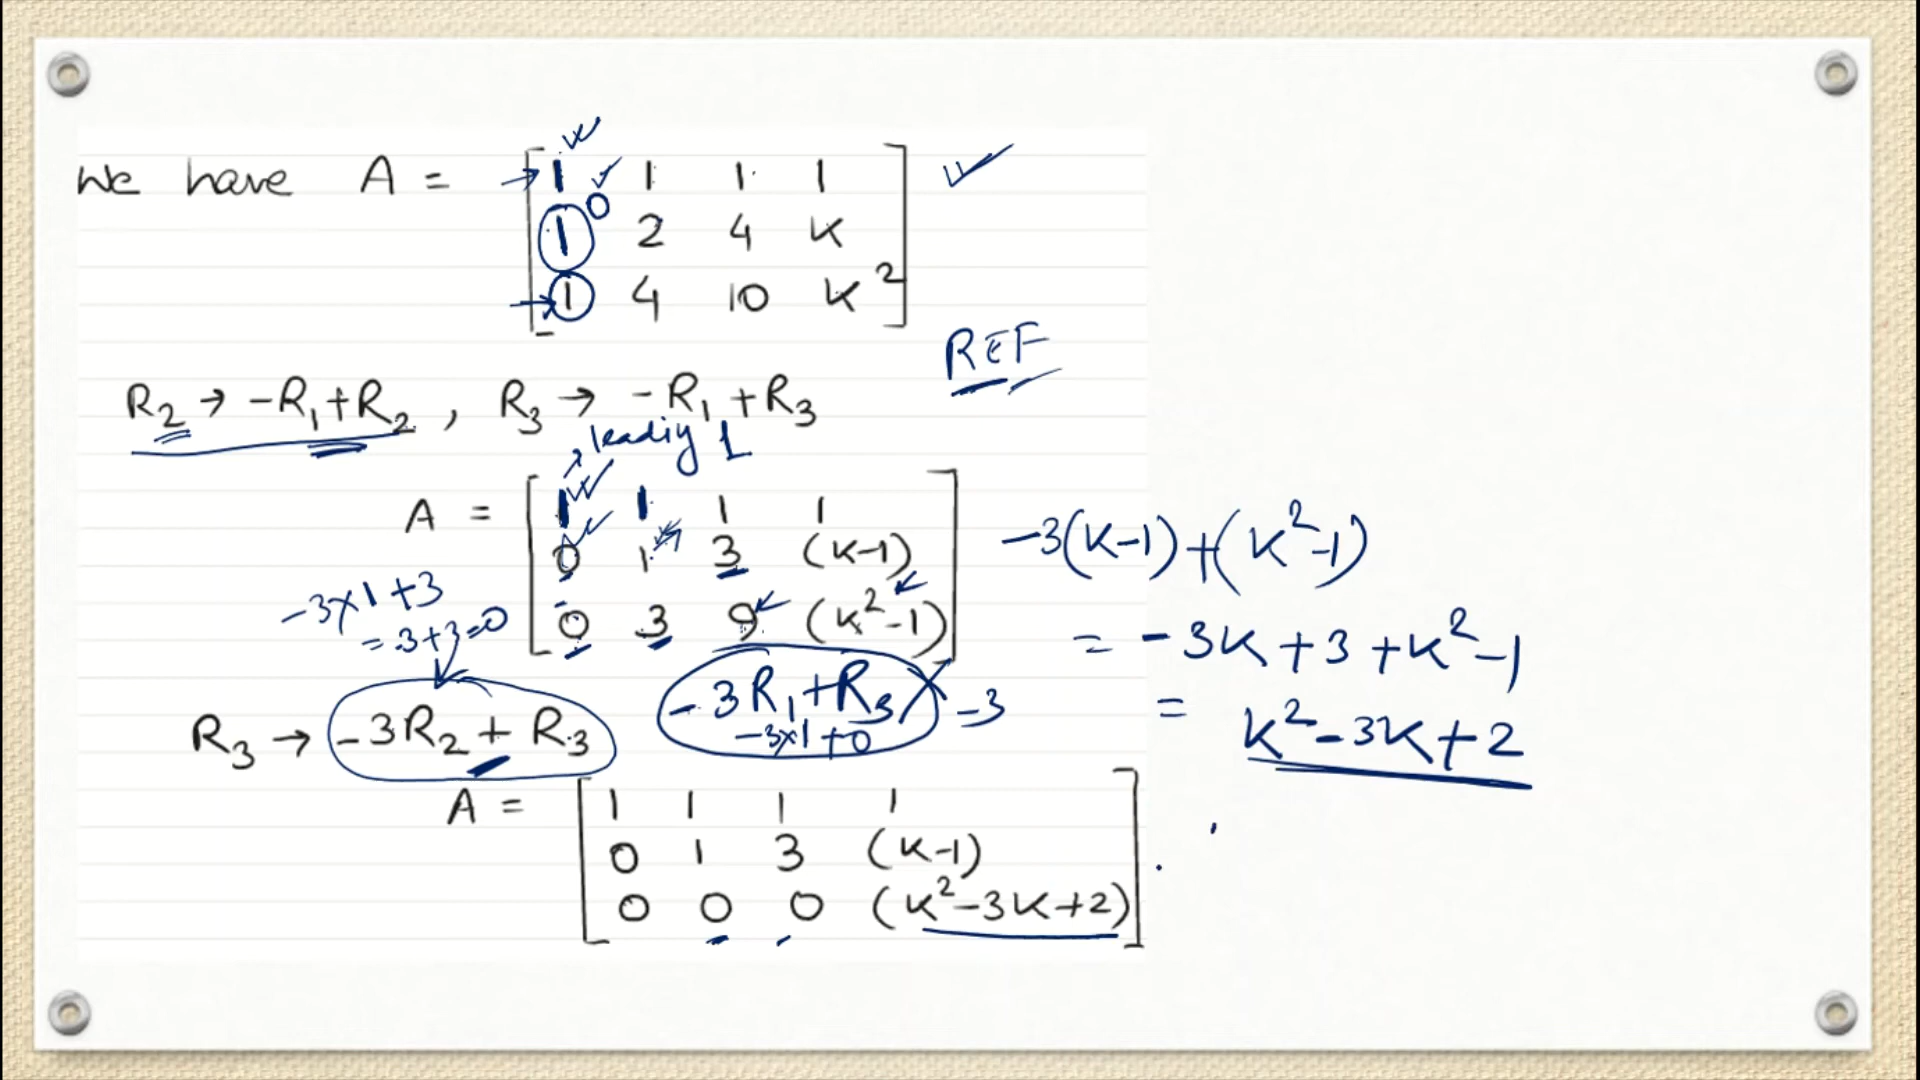 We have A = [ 1 1 1 1
0
1 2 4 K
1 4 10 K² ]
REF
R₂ → -R₁+R₂ , R₃ → -R₁+R₃
leadiy 1
A = [ 1 1 1 1
0 1 3 (K-1)
0 3 9 (K²-1) ]
-3×1+3
= -3+3=0
-3(K-1)+(K²-1)
= -3K+3+K²-1
= K²-3K+2
R₃ → -3R₂ + R₃
-3R₁+R₃
-3×1+0
-3
A = [ 1 1 1 1
0 1 3 (K-1)
0 0 0 (K²-3K+2) ]